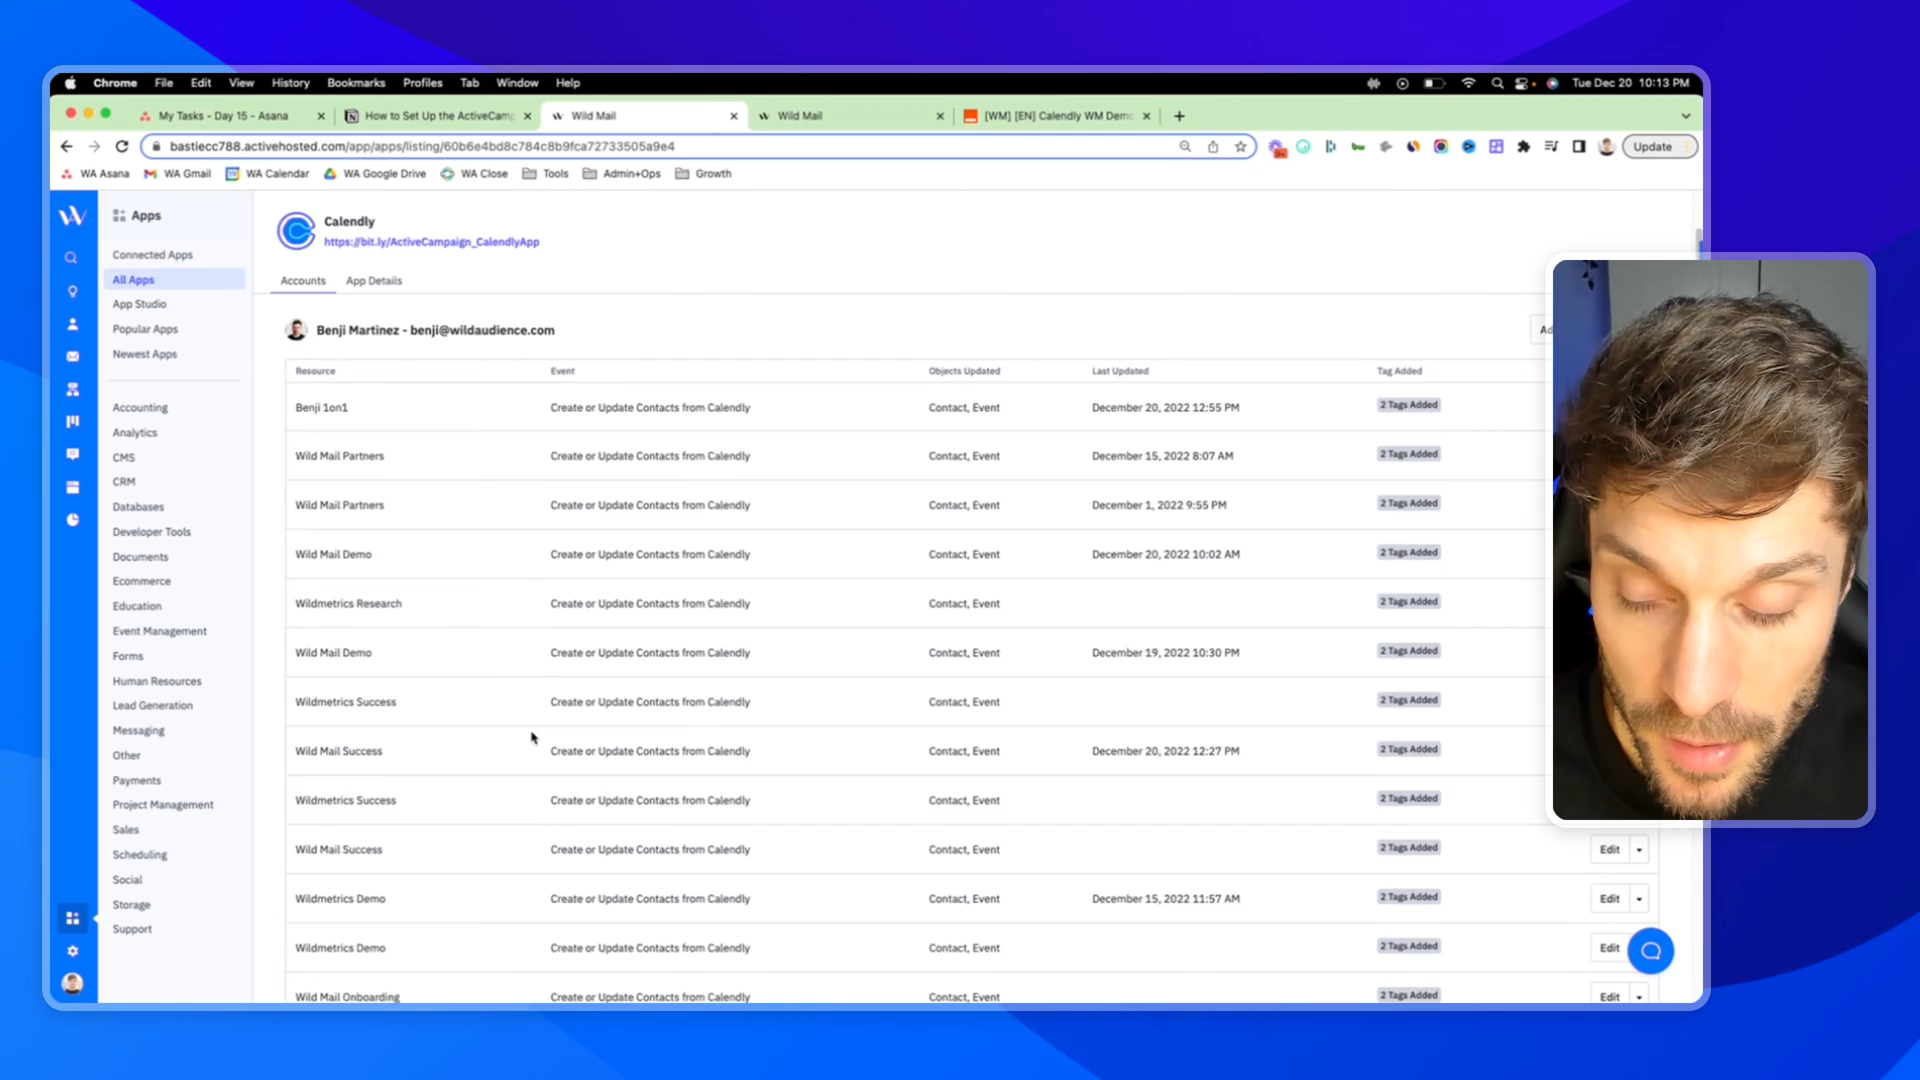 Chrome File Edit View History Bookmarks Profiles Tab Window Help Tue Dec 20 10:13 PM
My Tasks - Day 15 - Asana How to Set Up the ActiveCamp Wild Mail Wild Mail [WM] [EN] Calendly WM Demo
bastiecc788.activehosted.com/app/apps/listing/60b6e4bd8c784c8b9fca72733505a9e4 Update
WA Asana WA Gmail WA Calendar WA Google Drive WA Close Tools Admin+Ops Growth
Apps
Connected Apps
All Apps
App Studio
Popular Apps
Newest Apps
Accounting
Analytics
CMS
CRM
Databases
Developer Tools
Documents
Ecommerce
Education
Event Management
Forms
Human Resources
Lead Generation
Messaging
Other
Payments
Project Management
Sales
Scheduling
Social
Storage
Support
Calendly
https://bit.ly/ActiveCampaign_CalendlyApp
Accounts App Details
Benji Martinez - benji@wildaudience.com Ad
Resource Event Objects Updated Last Updated Tag Added
Benji 1on1 Create or Update Contacts from Calendly Contact, Event December 20, 2022 12:55 PM 2 Tags Added
Wild Mail Partners Create or Update Contacts from Calendly Contact, Event December 15, 2022 8:07 AM 2 Tags Added
Wild Mail Partners Create or Update Contacts from Calendly Contact, Event December 1, 2022 9:55 PM 2 Tags Added
Wild Mail Demo Create or Update Contacts from Calendly Contact, Event December 20, 2022 10:02 AM 2 Tags Added
Wildmetrics Research Create or Update Contacts from Calendly Contact, Event 2 Tags Added
Wild Mail Demo Create or Update Contacts from Calendly Contact, Event December 19, 2022 10:30 PM 2 Tags Added
Wildmetrics Success Create or Update Contacts from Calendly Contact, Event 2 Tags Added
Wild Mail Success Create or Update Contacts from Calendly Contact, Event December 20, 2022 12:27 PM 2 Tags Added
Wildmetrics Success Create or Update Contacts from Calendly Contact, Event 2 Tags Added
Wild Mail Success Create or Update Contacts from Calendly Contact, Event 2 Tags Added Edit
Wildmetrics Demo Create or Update Contacts from Calendly Contact, Event December 15, 2022 11:57 AM 2 Tags Added Edit
Wildmetrics Demo Create or Update Contacts from Calendly Contact, Event 2 Tags Added Edit
Wild Mail Onboarding Create or Update Contacts from Calendly Contact, Event 2 Tags Added Edit